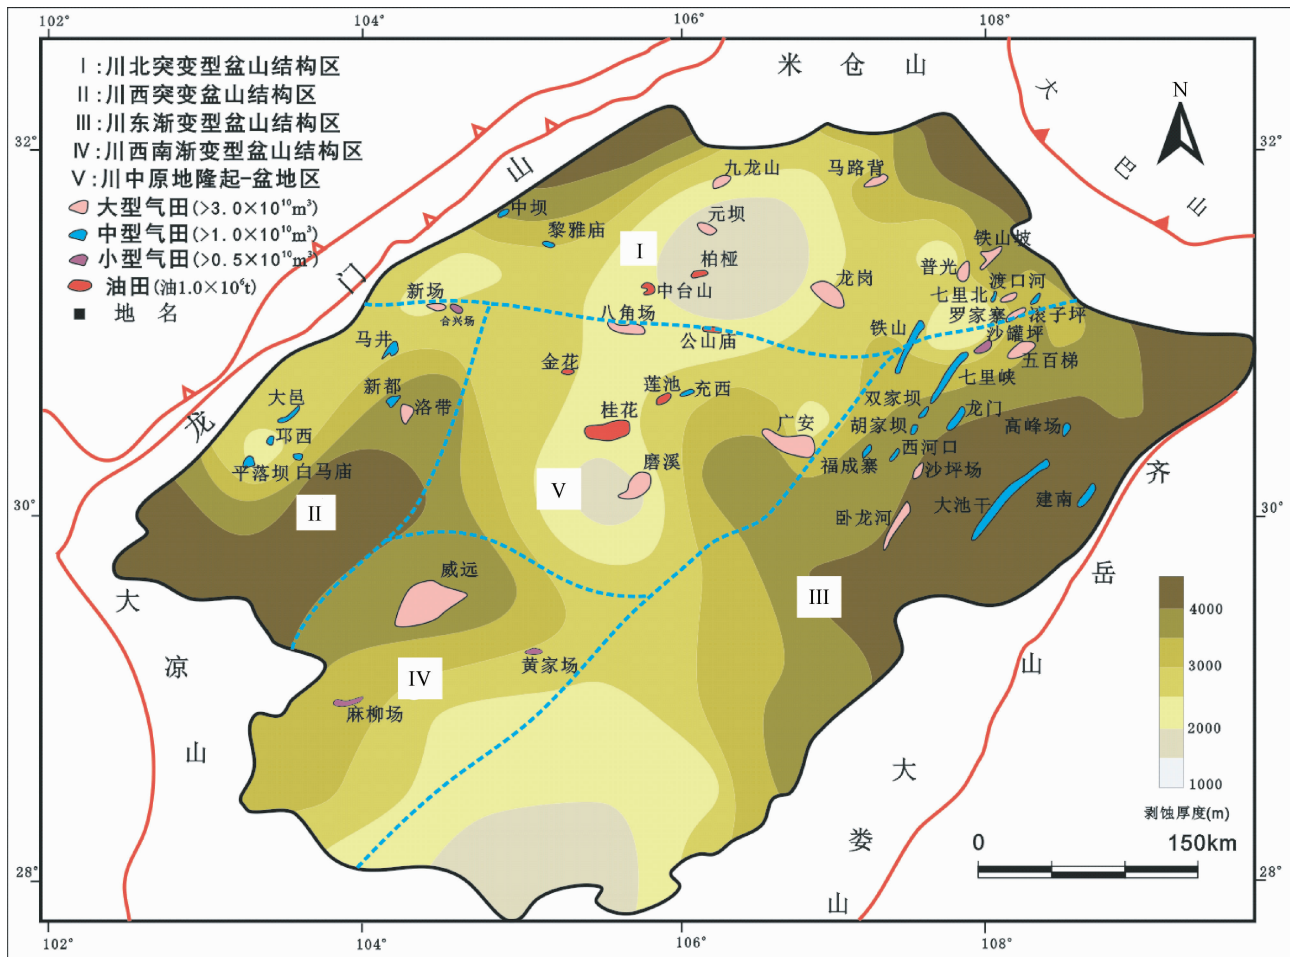 102°
104°
106°
108°
Ⅰ:川北突变型盆山结构区
Ⅱ:川西突变盆山结构区
Ⅲ:川东渐变型盆山结构区
Ⅳ:川西南渐变型盆山结构区
Ⅴ:川中原地隆起-盆地区
大型气田(>3.0×10¹⁰m³)
中型气田(>1.0×10¹⁰m³)
小型气田(>0.5×10¹⁰m³)
油田(油1.0×10⁶t)
地 名
米 仓 山
大 巴 山
N
32°
32°
龙 门 山
九龙山
马路背
中坝
元坝
黎雅庙
铁山坡
Ⅰ
柏垭
普光
龙岗
渡口河
新场
中台山
七里北
合兴场
八角场
罗家寨
滚子坪
铁山
沙罐坪
马井
公山庙
五百梯
金花
七里峡
新都
莲池
充西
大邑
洛带
桂花
双家坝
龙门
广安
胡家坝
高峰场
邛西
西河口
平落坝
白马庙
磨溪
福成寨
沙坪场
齐 岳 山
Ⅴ
大池干
建南
30°
Ⅱ
卧龙河
30°
威远
大 凉 山
Ⅲ
4000
黄家场
3000
Ⅳ
麻柳场
2000
大 娄 山
1000
剥蚀厚度(m)
0
150km
28°
28°
102°
104°
106°
108°